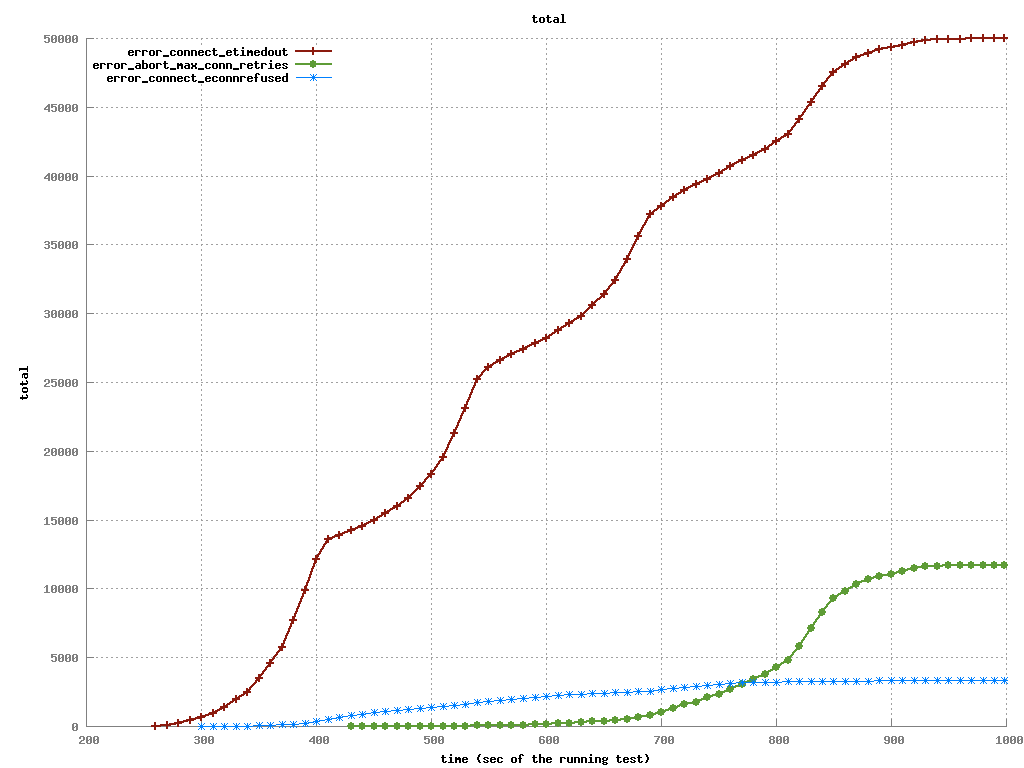 total
error_connect_etimedout
error_abort_max_conn_retries
error_connect_econnrefused
50000
45000
40000
35000
30000
25000
20000
15000
10000
5000
0
total
200 300 400 500 600 700 800 900 1000
time (sec of the running test)